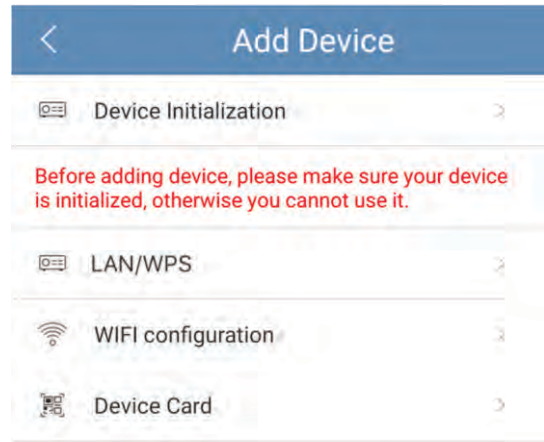 Add Device
Device Initialization
Before adding device, please make sure your device
is initialized, otherwise you cannot use it.
LAN/WPS
WIFI configuration
Device Card